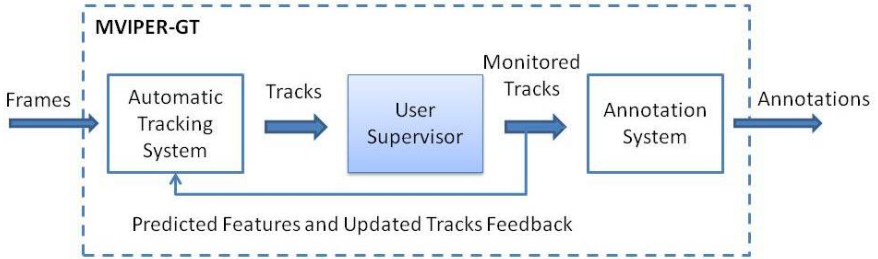 MVIPER-GT
Frames
Automatic
Tracking
System
Tracks
User
Supervisor
Monitored
Tracks
Annotation
System
Annotations
Predicted Features and Updated Tracks Feedback